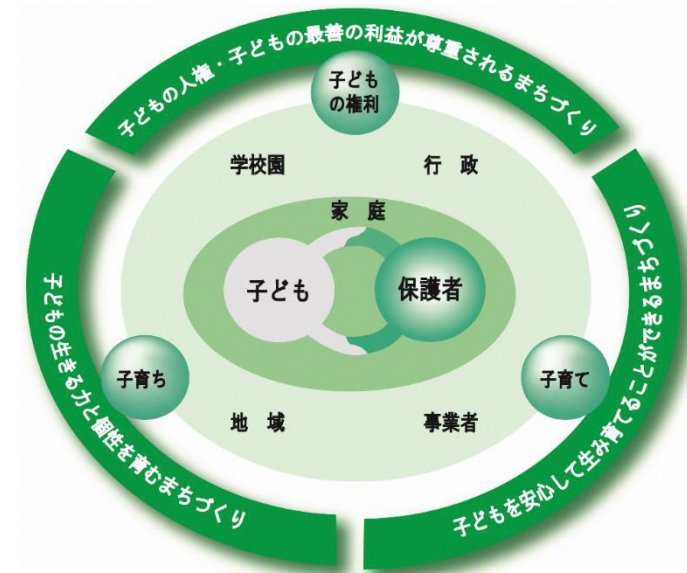 子どもの人権・子どもの最善の利益が尊重されるまちづくり
子ども
の権利
学校園
行　政
家　庭
子ども
保護者
子育ち
子育て
地　域
事業者
子どもの生きる力と個性を育むまちづくり
子どもを安心して生み育てることができるまちづくり